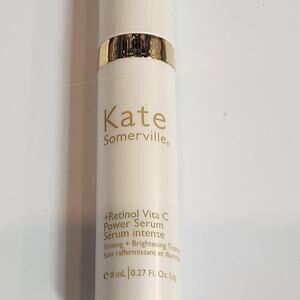 Kate
Somerville®
+Retinol Vita C
Power Serum
Sérum intense
Firming + Brightening
Soin raffermissant et
e 8 mL | 0.27 Fl. Oz. Liq.